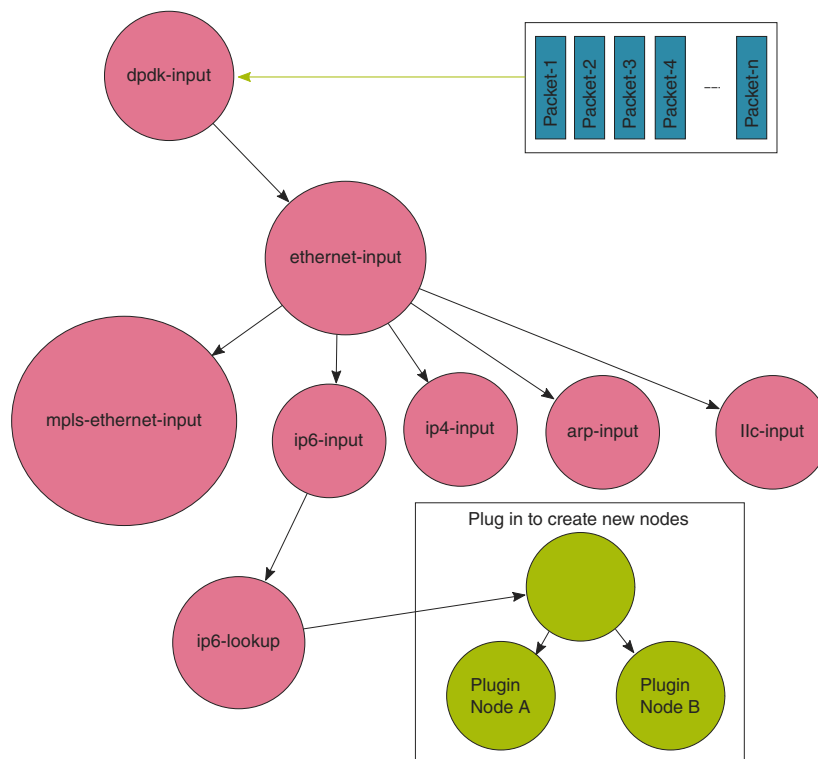 dpdk-input
Packet-1
Packet-2
Packet-3
Packet-4
Packet-n
ethernet-input
mpls-ethernet-input
ip6-input
ip4-input
arp-input
llc-input
Plug in to create new nodes
ip6-lookup
Plugin
Node A
Plugin
Node B